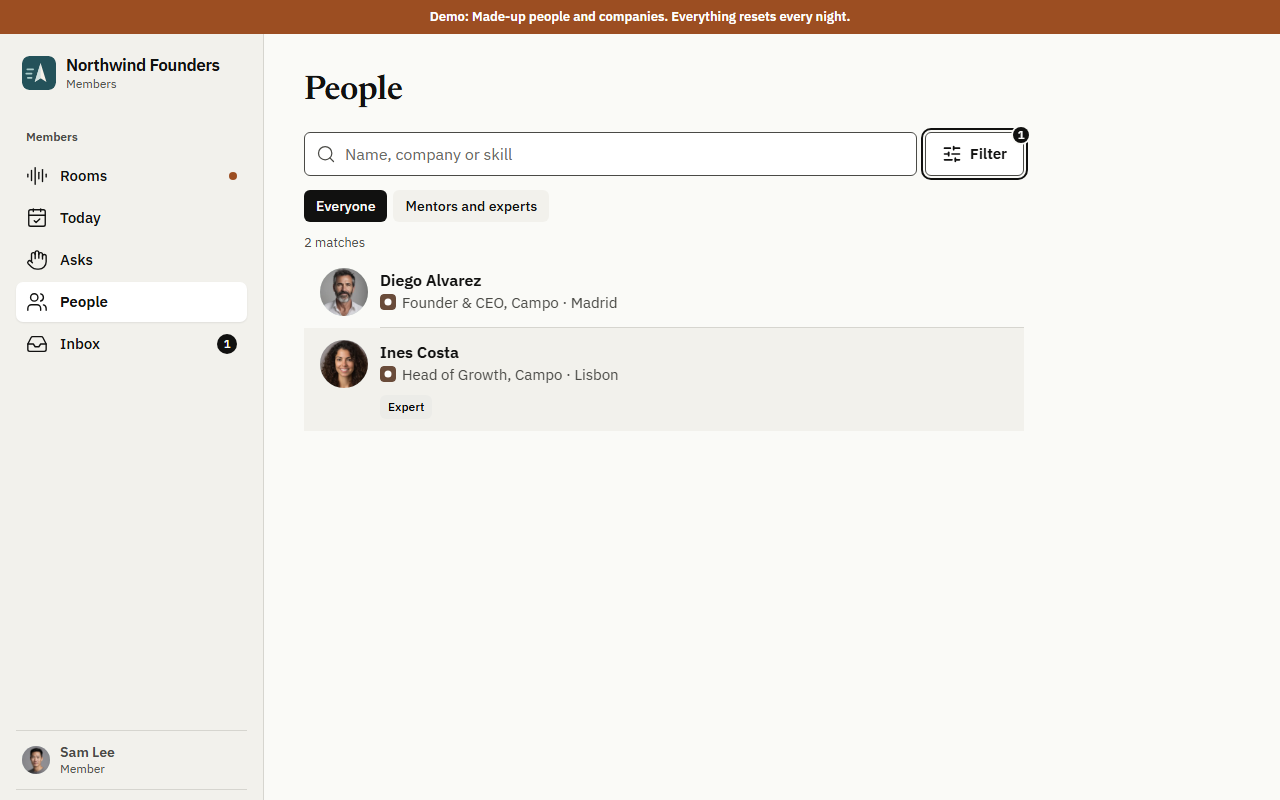 Demo: Made-up people and companies. Everything resets every night.
Northwind Founders
Members
Members
Rooms
Today
Asks
People
Inbox
1
Sam Lee
Member
People
Name, company or skill
Filter
1
Everyone
Mentors and experts
2 matches
Diego Alvarez
Founder & CEO, Campo · Madrid
Ines Costa
Head of Growth, Campo · Lisbon
Expert